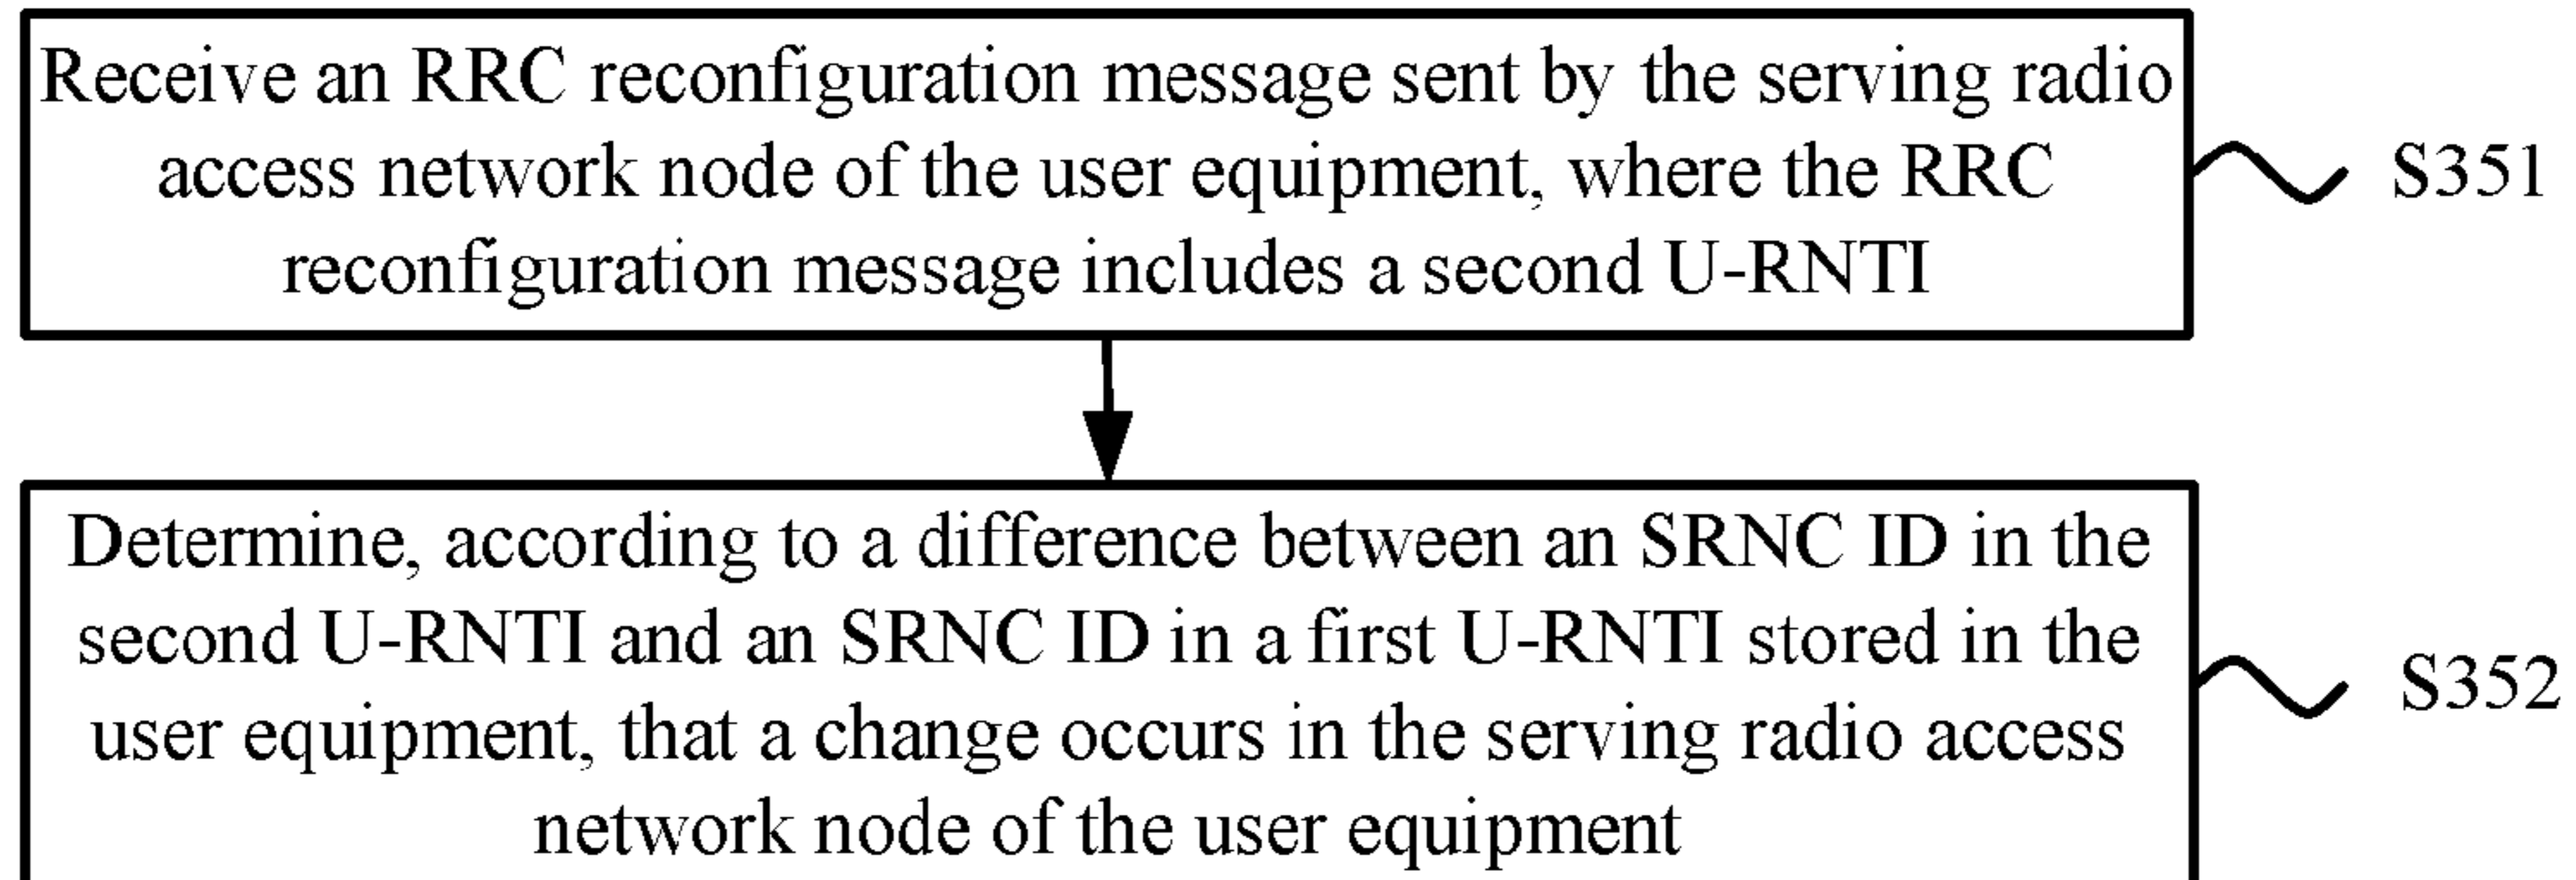 Receive an RRC reconfiguration message sent by the serving radio
access network node of the user equipment, where the RRC
reconfiguration message includes a second U-RNTI
S351
Determine, according to a difference between an SRNC ID in the
second U-RNTI and an SRNC ID in a first U-RNTI stored in the
user equipment, that a change occurs in the serving radio access
network node of the user equipment
S352